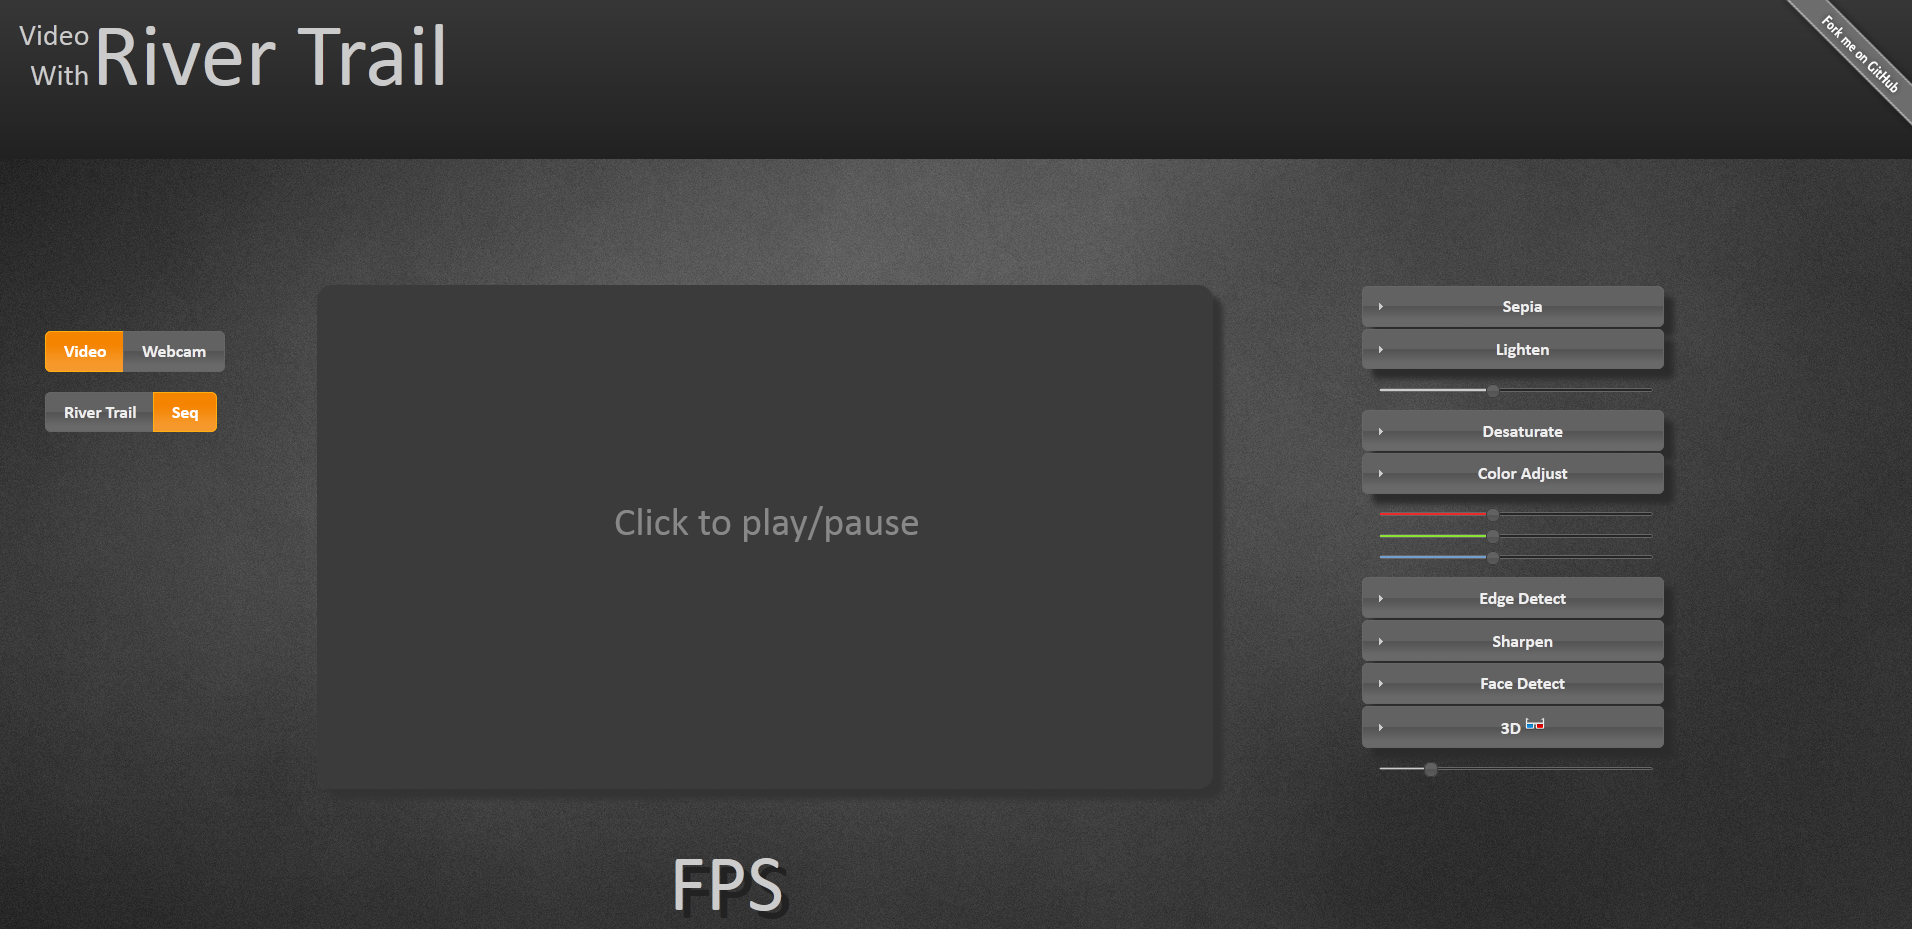 Video
With
River Trail
Fork me on GitHub
Video
Webcam
River Trail
Seq
Click to play/pause
Sepia
Lighten
Desaturate
Color Adjust
Edge Detect
Sharpen
Face Detect
3D
FPS